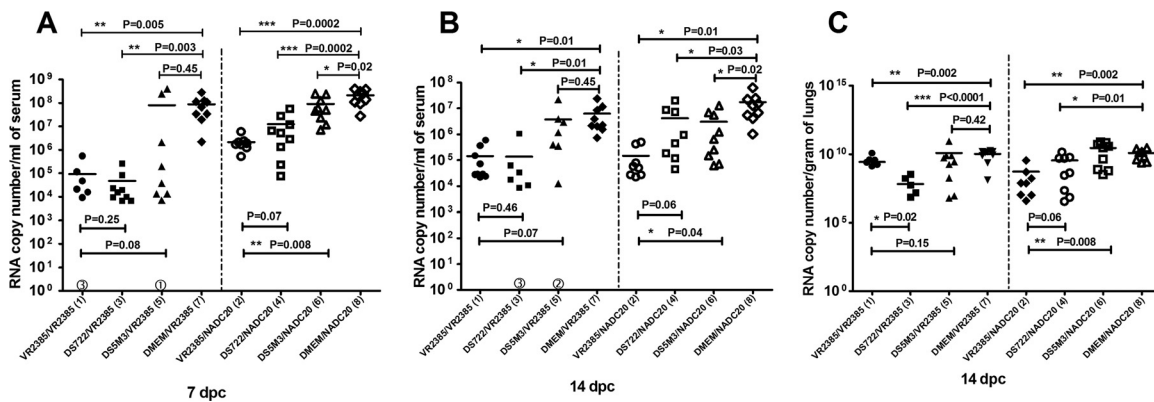 A
** P=0.005
*** P=0.0002
** P=0.003
*** P=0.0002
P=0.45
* P=0.02
RNA copy number/ml of serum
10⁹
10⁸
10⁷
10⁶
10⁵
10⁴
10³
10²
10¹
10⁰
P=0.25
P=0.08
P=0.07
** P=0.008
③
①
VR2385/VR2385 (1)
DS722/VR2385 (3)
DS5M3/VR2385 (5)
DMEM/VR2385 (7)
VR2385/NADC20 (2)
DS722/NADC20 (4)
DS5M3/NADC20 (6)
DMEM/NADC20 (8)
7 dpc
B
* P=0.01
* P=0.01
* P=0.01
* P=0.03
P=0.45
* P=0.02
RNA copy number/ml of serum
10⁸
10⁷
10⁶
10⁵
10⁴
10³
10²
10¹
10⁰
P=0.46
P=0.07
P=0.06
* P=0.04
③
②
VR2385/VR2385 (1)
DS722/VR2385 (3)
DS5M3/VR2385 (5)
DMEM/VR2385 (7)
VR2385/NADC20 (2)
DS722/NADC20 (4)
DS5M3/NADC20 (6)
DMEM/NADC20 (8)
14 dpc
C
** P=0.002
** P=0.002
*** P<0.0001
* P=0.01
P=0.42
RNA copy number/gram of lungs
10¹⁵
10¹⁰
10⁵
10⁰
* P=0.02
P=0.15
P=0.06
** P=0.008
VR2385/VR2385 (1)
DS722/VR2385 (3)
DS5M3/VR2385 (5)
DMEM/VR2385 (7)
VR2385/NADC20 (2)
DS722/NADC20 (4)
DS5M3/NADC20 (6)
DMEM/NADC20 (8)
14 dpc